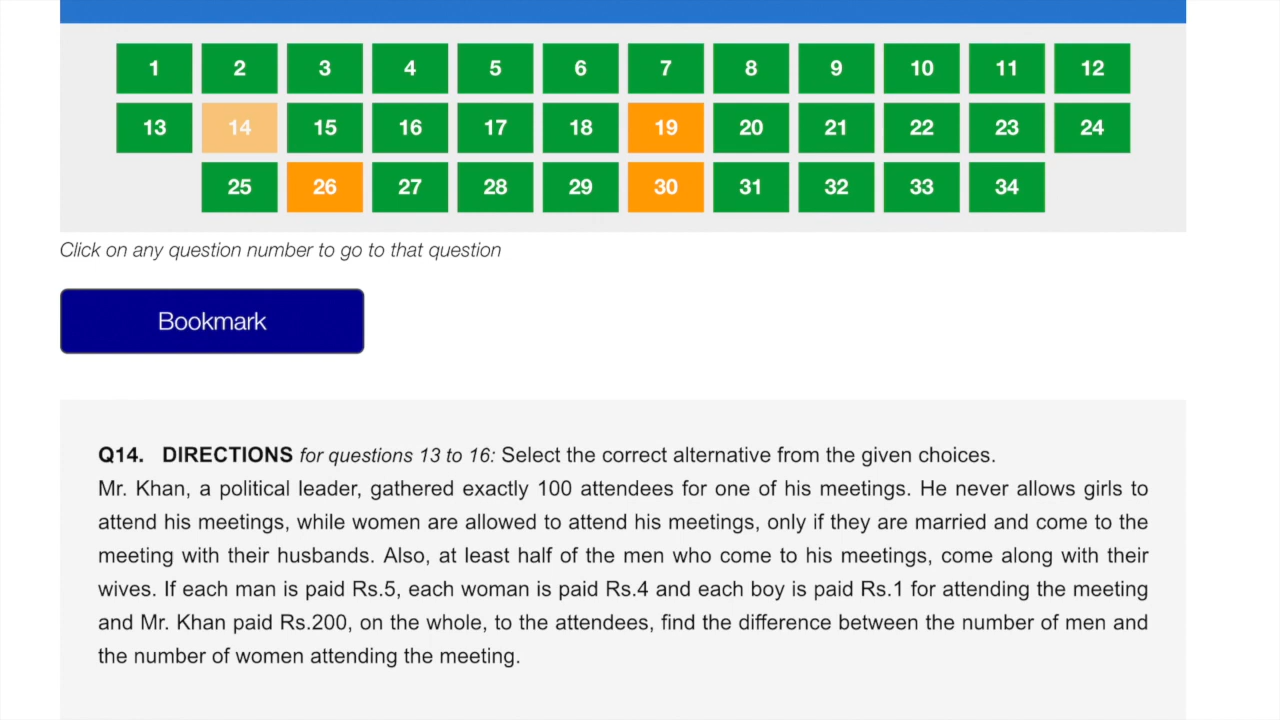 1 2 3 4 5 6 7 8 9 10 11 12
13 14 15 16 17 18 19 20 21 22 23 24
25 26 27 28 29 30 31 32 33 34
Click on any question number to go to that question
Bookmark
Q14. DIRECTIONS for questions 13 to 16: Select the correct alternative from the given choices.
Mr. Khan, a political leader, gathered exactly 100 attendees for one of his meetings. He never allows girls to
attend his meetings, while women are allowed to attend his meetings, only if they are married and come to the
meeting with their husbands. Also, at least half of the men who come to his meetings, come along with their
wives. If each man is paid Rs.5, each woman is paid Rs.4 and each boy is paid Rs.1 for attending the meeting
and Mr. Khan paid Rs.200, on the whole, to the attendees, find the difference between the number of men and
the number of women attending the meeting.